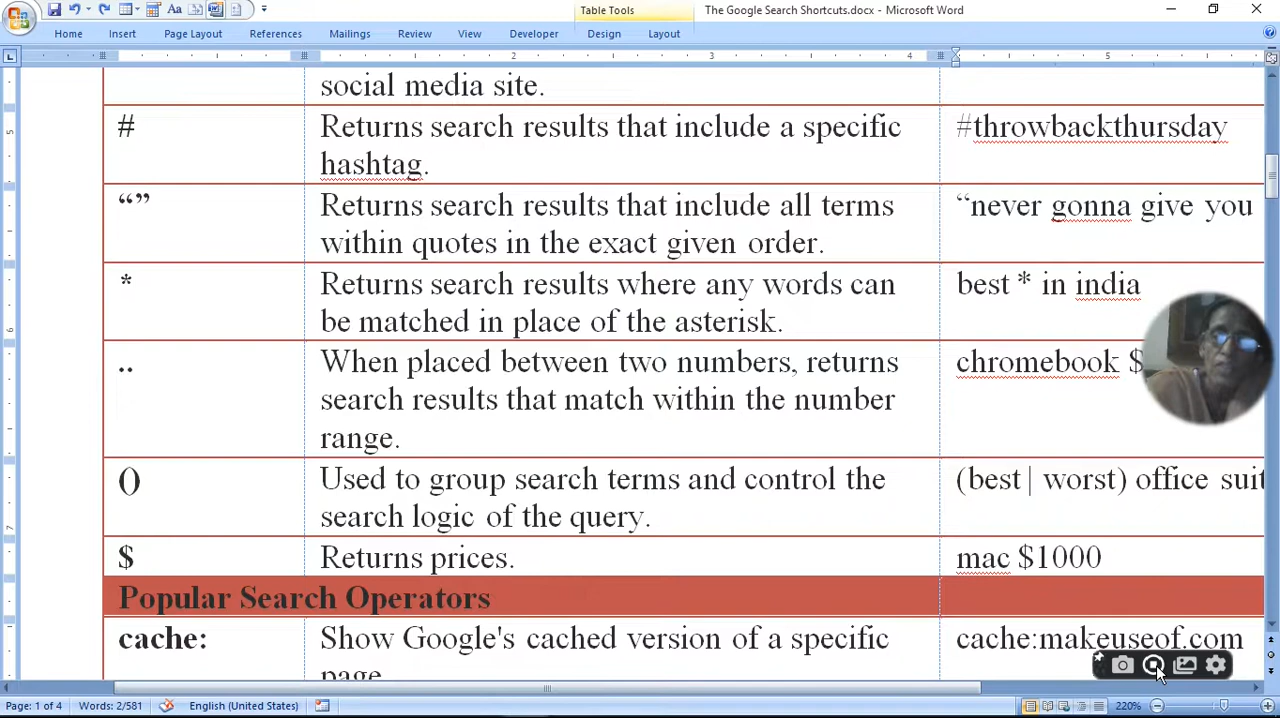 Table Tools
The Google Search Shortcuts.docx - Microsoft Word
Home Insert Page Layout References Mailings Review View Developer Design Layout
1 2 3 4 5
social media site.
# Returns search results that include a specific #throwbackthursday
hashtag.
“” Returns search results that include all terms “never gonna give you
within quotes in the exact given order.
* Returns search results where any words can best * in india
be matched in place of the asterisk.
.. When placed between two numbers, returns chromebook $
search results that match within the number
range.
() Used to group search terms and control the (best | worst) office suit
search logic of the query.
$ Returns prices. mac $1000
Popular Search Operators
cache: Show Google's cached version of a specific cache:makeuseof.com
page
Page: 1 of 4 Words: 2/581 English (United States) 220%